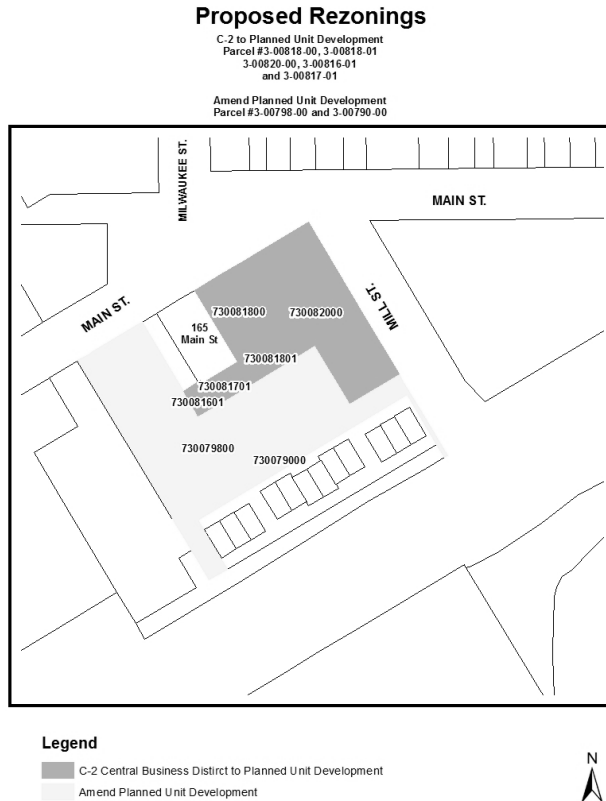 Proposed Rezonings
C-2 to Planned Unit Development
Parcel #3-00818-00, 3-00818-01
3-00820-00, 3-00816-01
and 3-00817-01
Amend Planned Unit Development
Parcel #3-00798-00 and 3-00790-00
MILWAUKEE ST.
MAIN ST.
MAIN ST.
MILL ST.
730081800
730082000
165
Main St
730081801
730081701
730081601
730079800
730079000
Legend
C-2 Central Business Distirct to Planned Unit Development
Amend Planned Unit Development
N